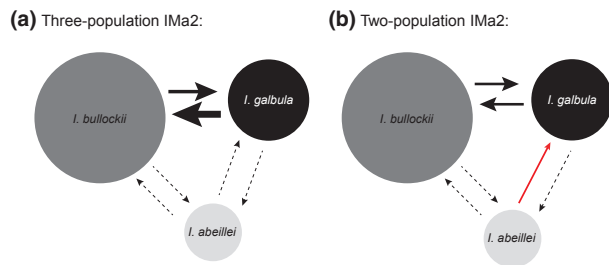 (a) Three-population IMa2:
I. bullockii
I. galbula
I. abeillei
(b) Two-population IMa2:
I. bullockii
I. galbula
I. abeillei